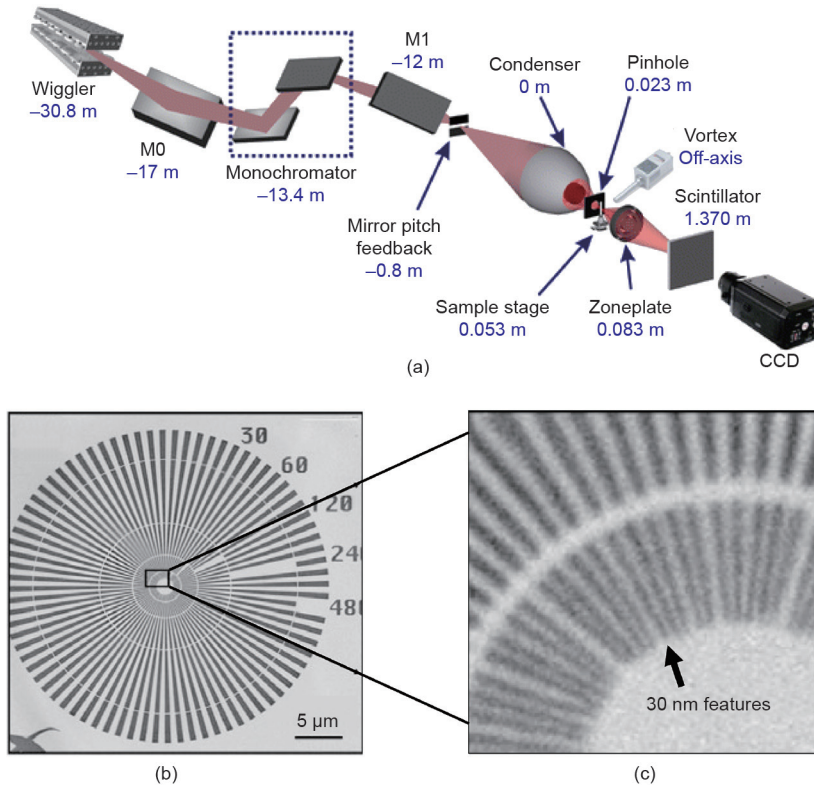 Wiggler
–30.8 m
M0
–17 m
Monochromator
–13.4 m
M1
–12 m
Mirror pitch
feedback
–0.8 m
Condenser
0 m
Pinhole
0.023 m
Vortex
Off-axis
Scintillator
1.370 m
Sample stage
0.053 m
Zoneplate
0.083 m
CCD
(a)
30
60
120
240
480
5 μm
(b)
30 nm features
(c)